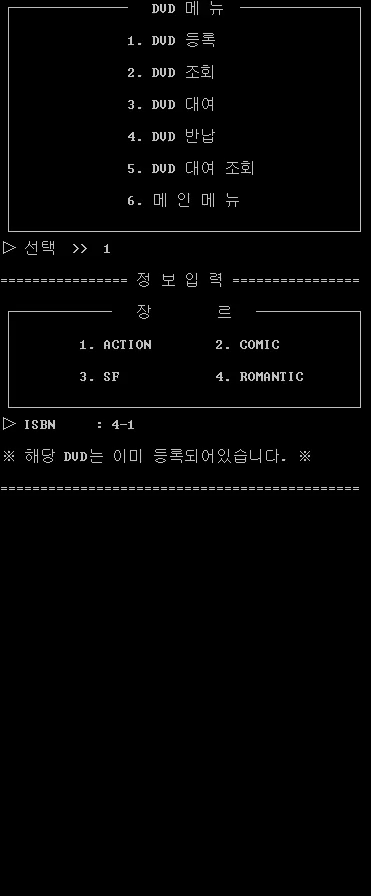 DVD 메 뉴
1. DVD 등록
2. DVD 조회
3. DVD 대여
4. DVD 반납
5. DVD 대여 조회
6. 메 인 메 뉴
▷ 선택 >> 1
================ 정 보 입 력 ================
장 르
1. ACTION 2. COMIC
3. SF 4. ROMANTIC
▷ ISBN : 4-1
※ 해당 DVD는 이미 등록되어있습니다. ※
=============================================